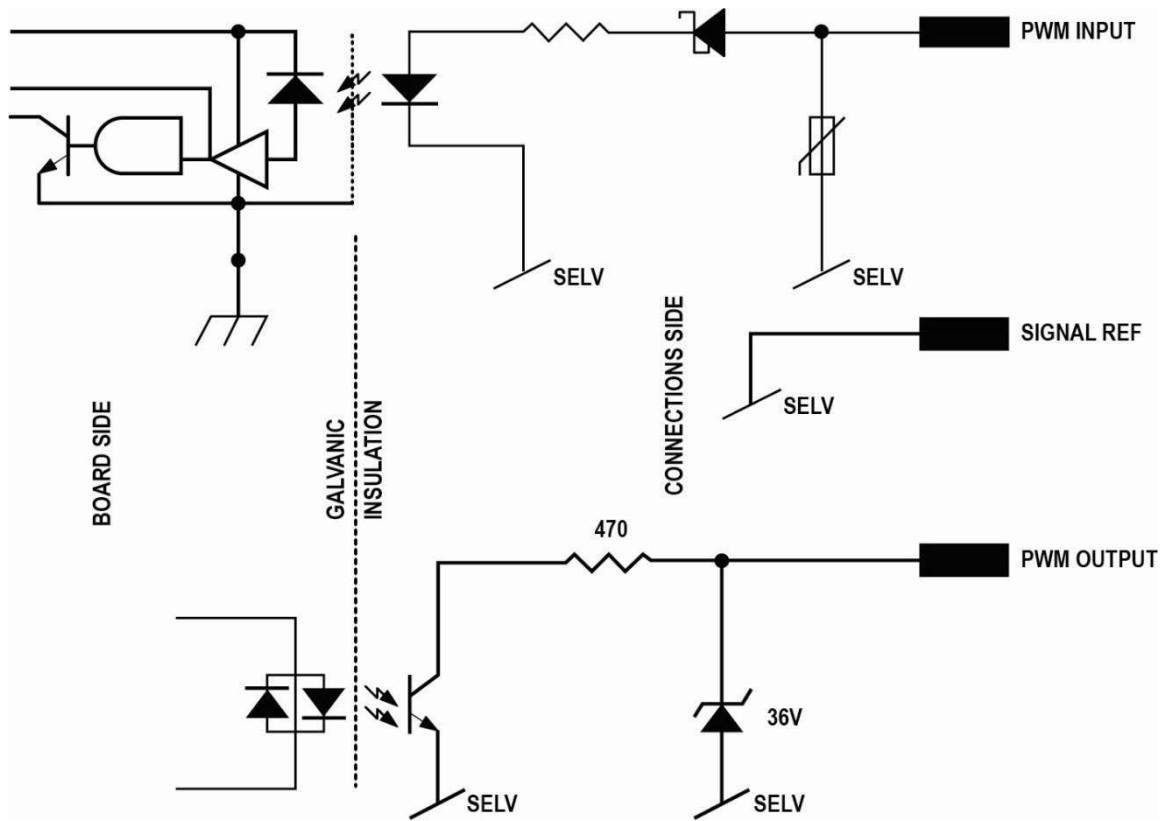 PWM INPUT
SELV
SELV
SIGNAL REF
SELV
BOARD SIDE
GALVANIC
INSULATION
CONNECTIONS SIDE
470
PWM OUTPUT
36V
SELV
SELV